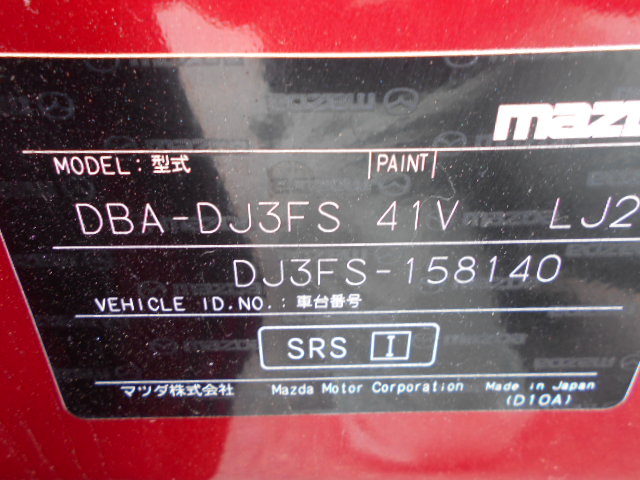 mazda
MODEL: 型式 PAINT
DBA-DJ3FS 41V LJ2
DJ3FS-158140
VEHICLE ID.NO.: 車台番号
SRS I
マツダ株式会社 Mazda Motor Corporation Made in Japan
(D10A)